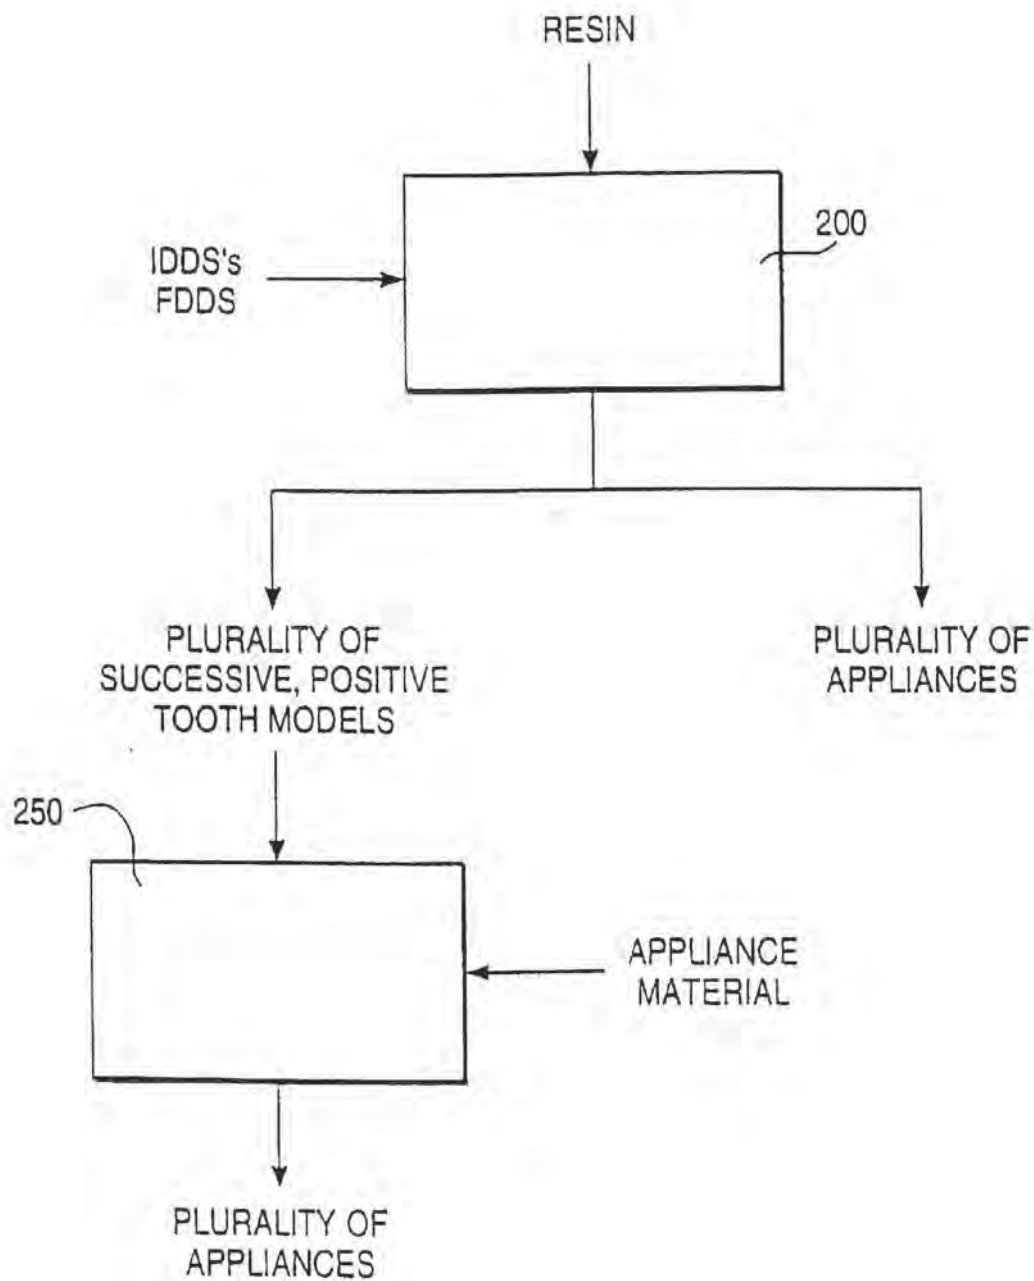 RESIN
200
IDDS's
FDDS
PLURALITY OF
SUCCESSIVE, POSITIVE
TOOTH MODELS
PLURALITY OF
APPLIANCES
250
APPLIANCE
MATERIAL
PLURALITY OF
APPLIANCES